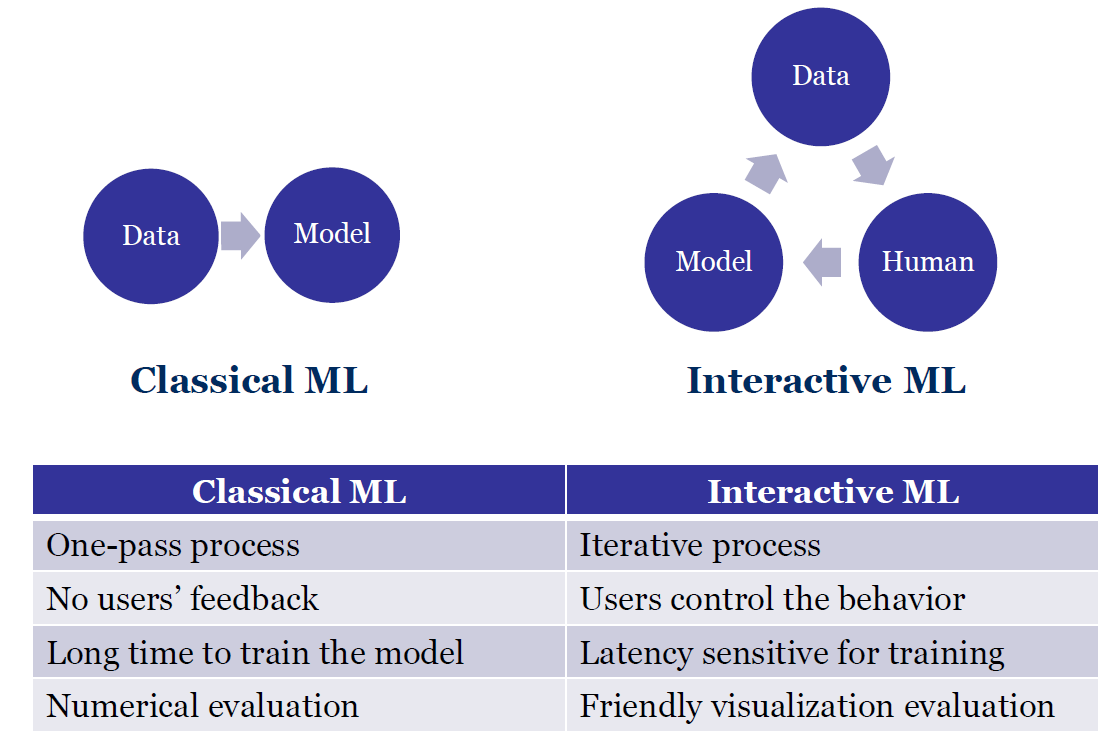 Data
Data
Model
Model
Human
Classical ML
Interactive ML
Classical ML
Interactive ML
One-pass process
Iterative process
No users’ feedback
Users control the behavior
Long time to train the model
Latency sensitive for training
Numerical evaluation
Friendly visualization evaluation